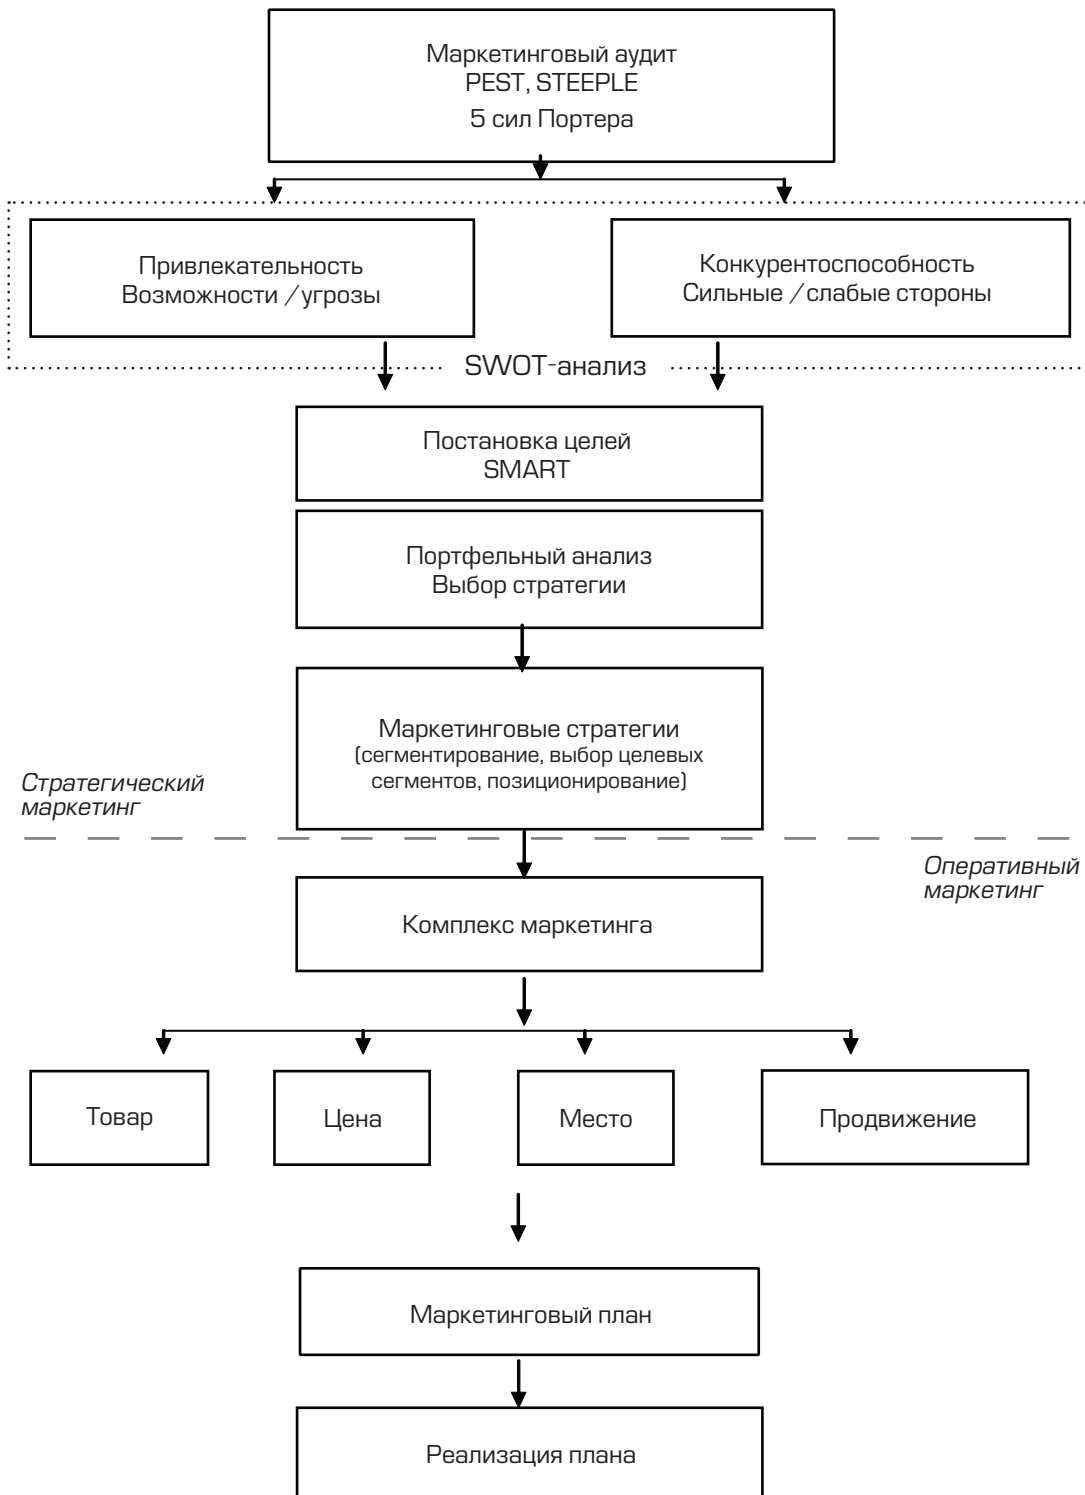 Маркетинговый аудит
PEST, STEEPLE
5 сил Портера
Привлекательность
Возможности / угрозы
Конкурентоспособность
Сильные / слабые стороны
SWOT-анализ
Постановка целей
SMART
Портфельный анализ
Выбор стратегии
Маркетинговые стратегии
(сегментирование, выбор целевых
сегментов, позиционирование)
Стратегический
маркетинг
Оперативный
маркетинг
Комплекс маркетинга
Товар
Цена
Место
Продвижение
Маркетинговый план
Реализация плана